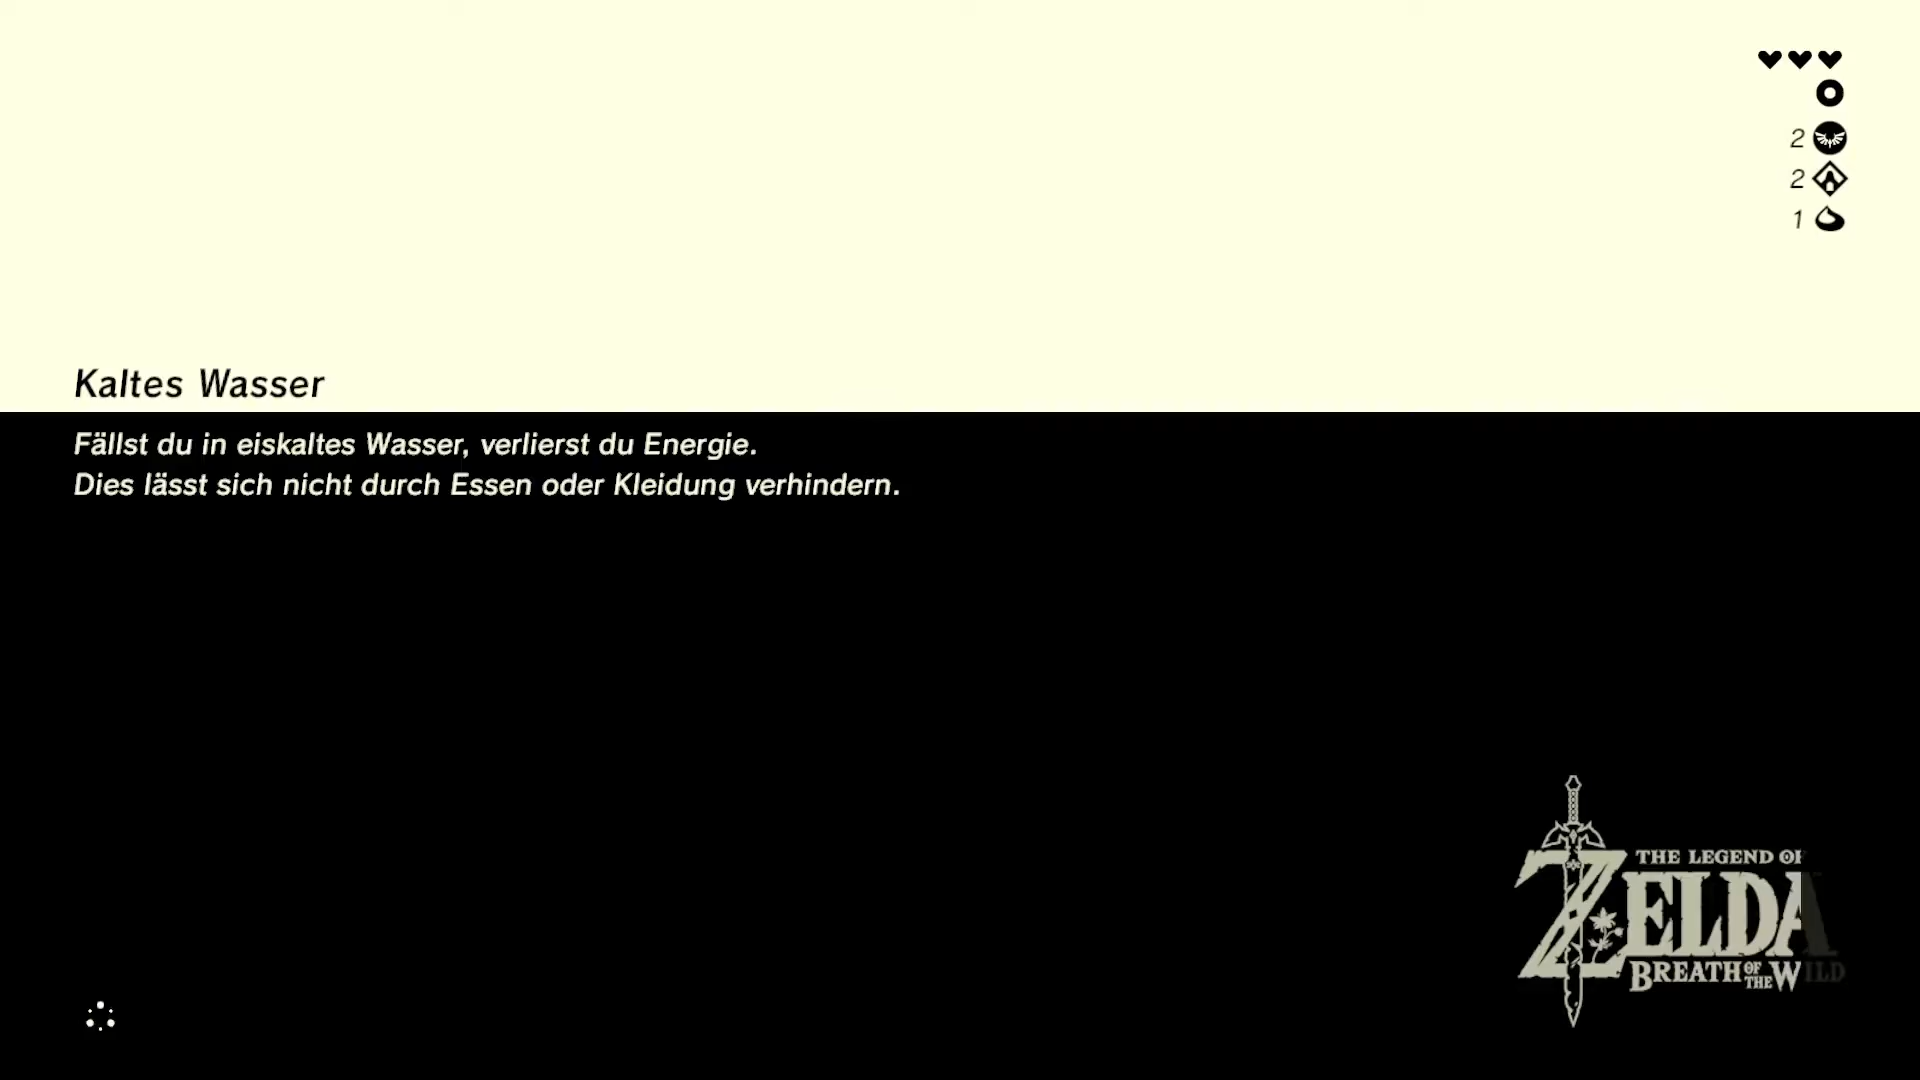 2
2
1
Kaltes Wasser
Fällst du in eiskaltes Wasser, verlierst du Energie.
Dies lässt sich nicht durch Essen oder Kleidung verhindern.
THE LEGEND OF
ZELDA
BREATH OF THE WILD